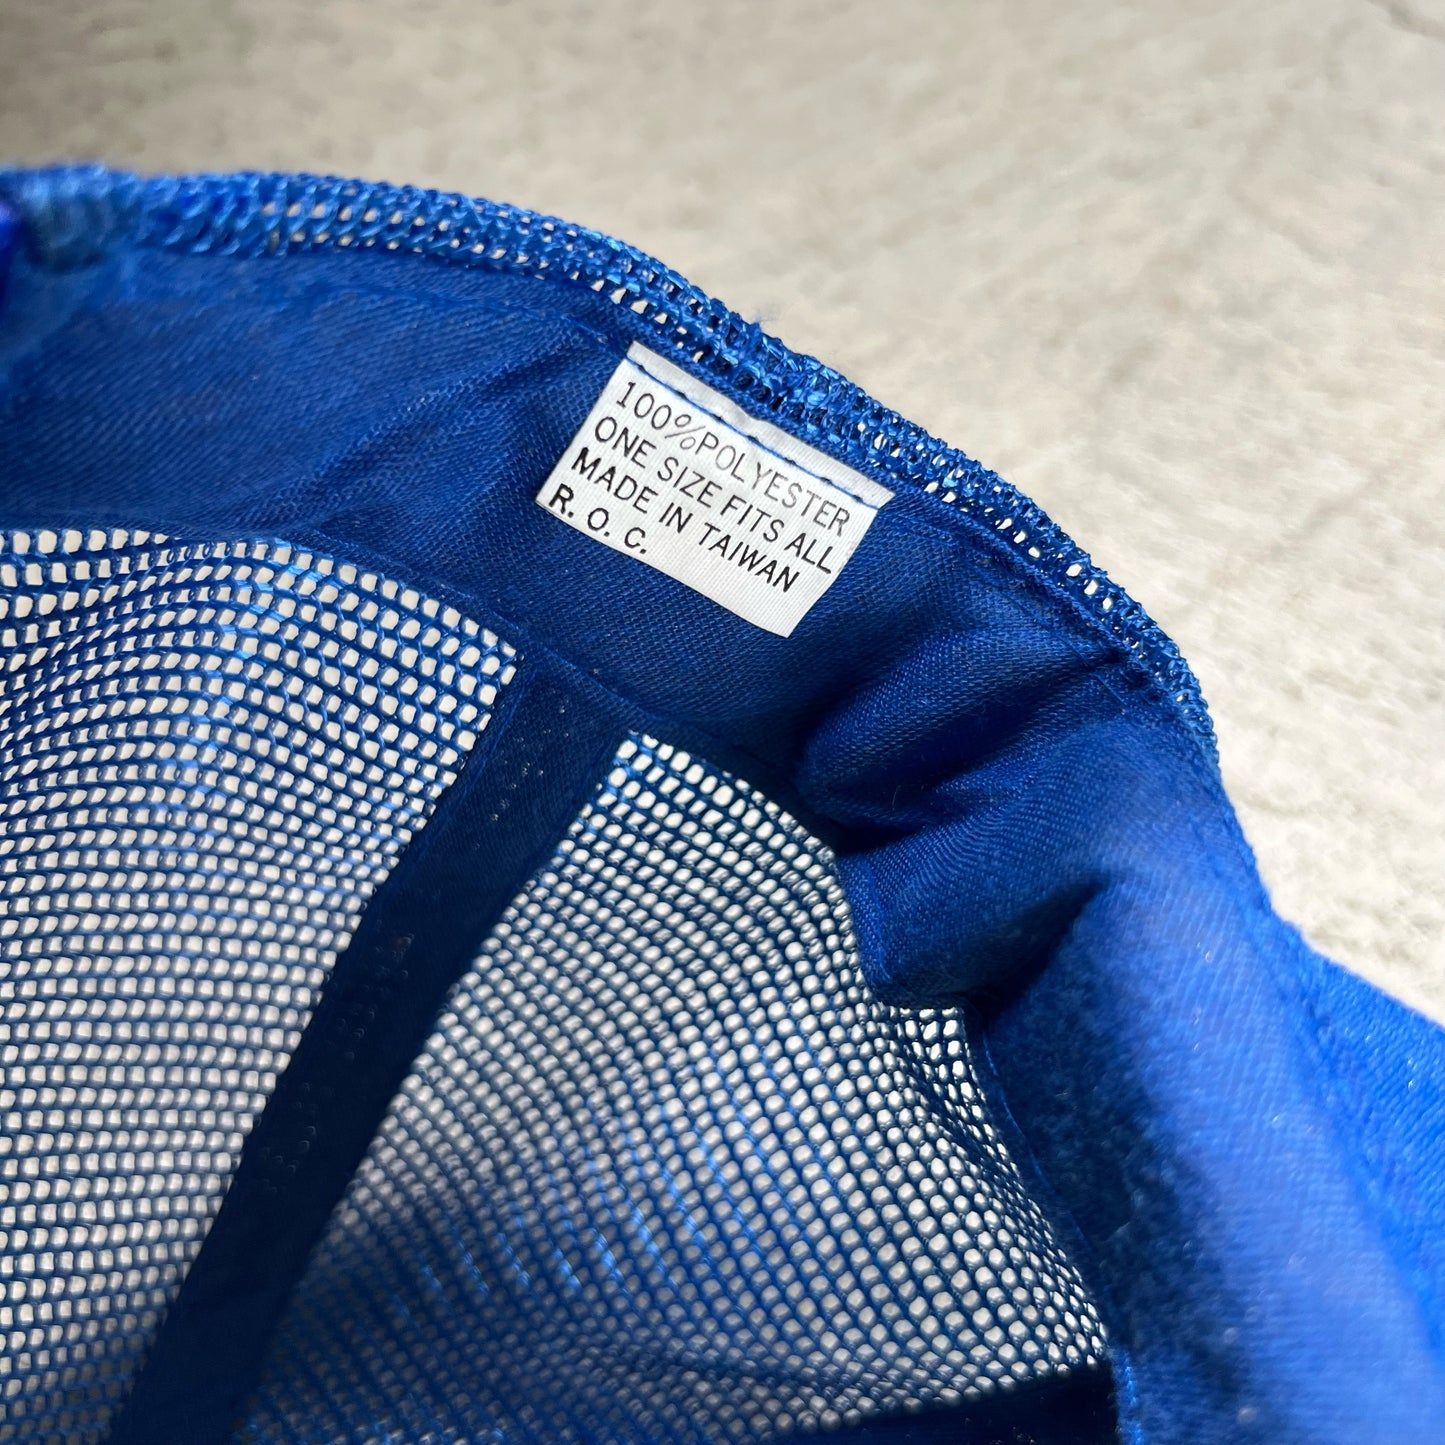 100%POLYESTER
ONE SIZE FITS ALL
MADE IN TAIWAN
R. O. C.